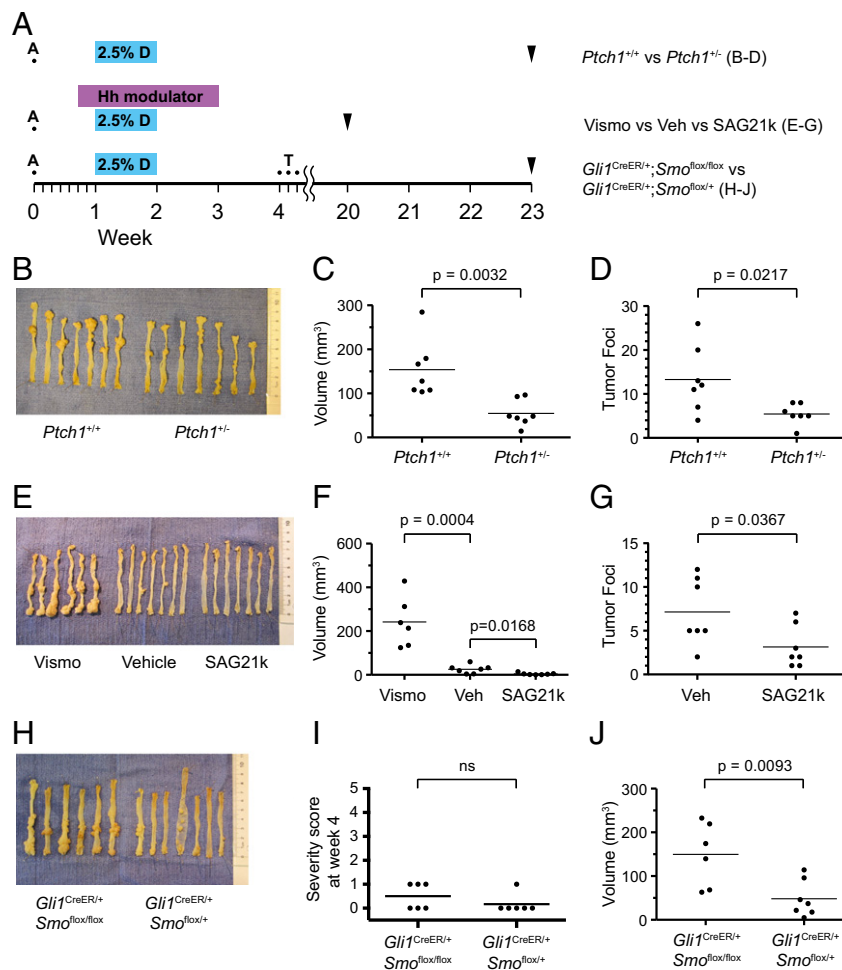 A
A
2.5% D
Ptch1+/+ vs Ptch1+/- (B-D)
Hh modulator
A
2.5% D
Vismo vs Veh vs SAG21k (E-G)
A
2.5% D
T
Gli1CreER/+;Smoflox/flox vs
Gli1CreER/+;Smoflox/+ (H-J)
0 1 2 3 4 20 21 22 23
Week
B
Ptch1+/+ Ptch1+/-
C
p = 0.0032
Volume (mm3)
300
200
100
0
Ptch1+/+ Ptch1+/-
D
p = 0.0217
Tumor Foci
30
20
10
0
Ptch1+/+ Ptch1+/-
E
Vismo Vehicle SAG21k
F
p = 0.0004
p=0.0168
Volume (mm3)
600
400
200
0
Vismo Veh SAG21k
G
p = 0.0367
Tumor Foci
15
10
5
0
Veh SAG21k
H
Gli1CreER/+ Gli1CreER/+
Smoflox/flox Smoflox/+
I
ns
Severity score
at week 4
5
4
3
2
1
0
Gli1CreER/+ Gli1CreER/+
Smoflox/flox Smoflox/+
J
p = 0.0093
Volume (mm3)
300
200
100
0
Gli1CreER/+ Gli1CreER/+
Smoflox/flox Smoflox/+